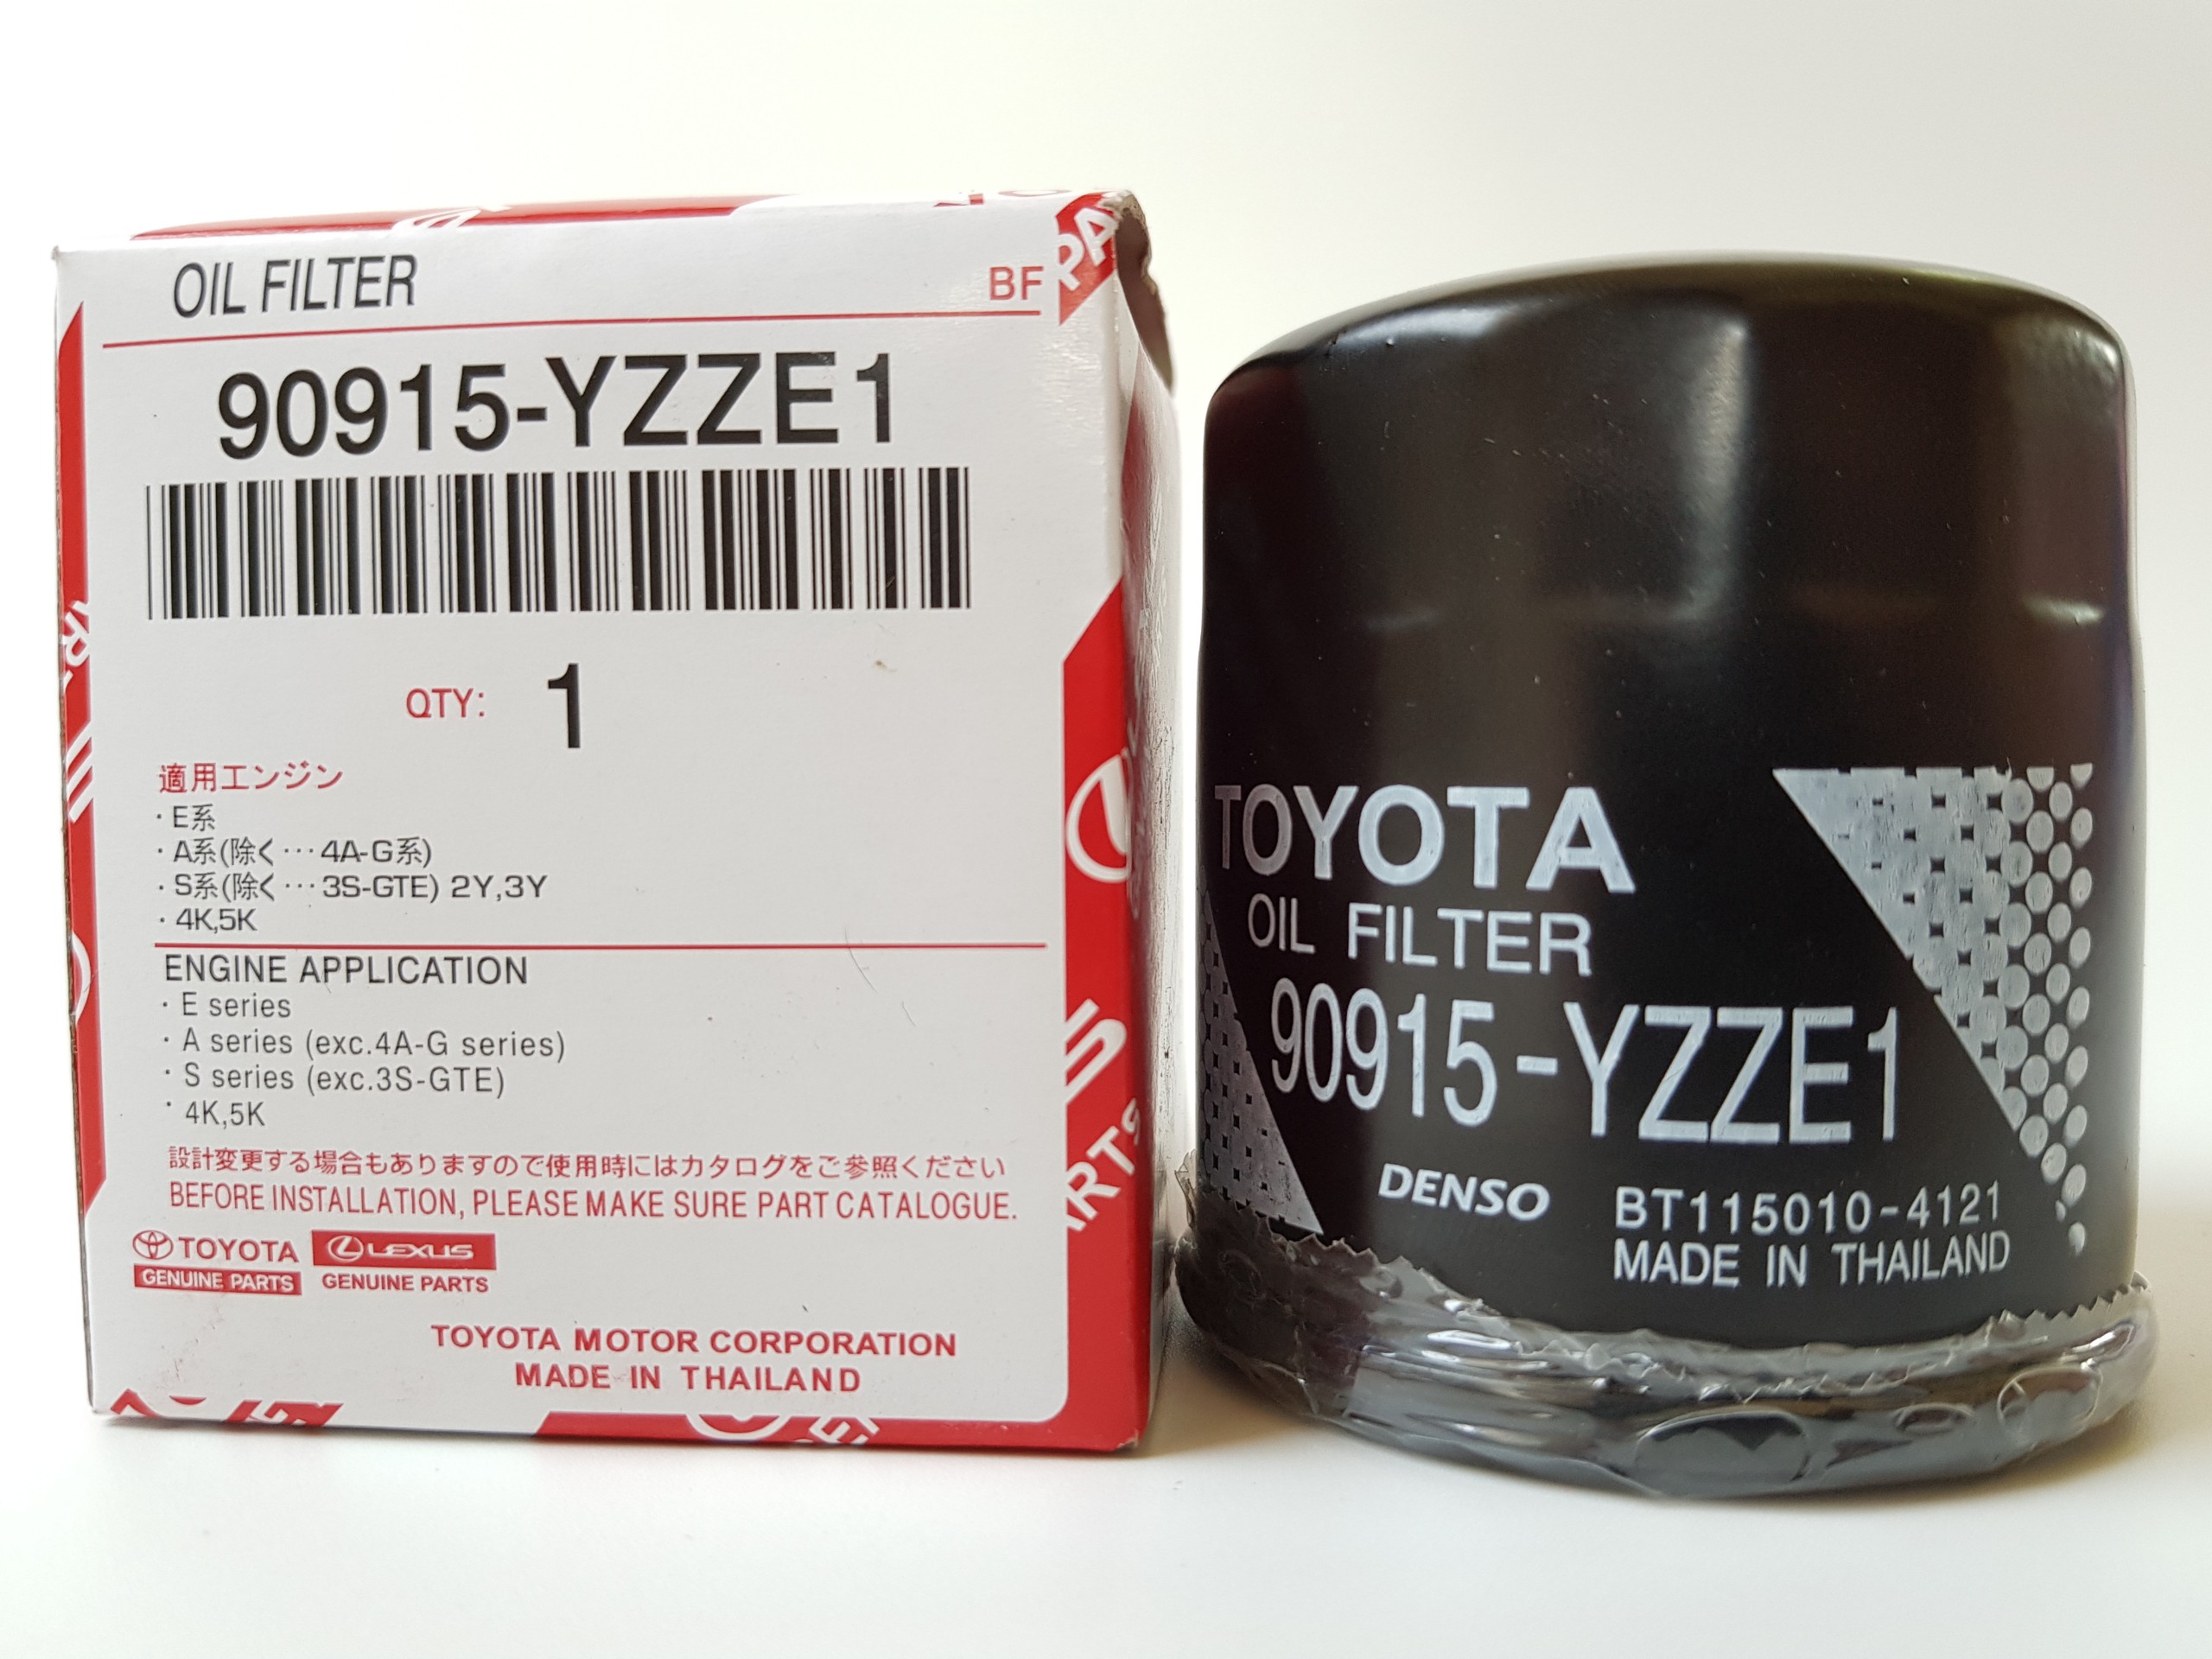 OIL FILTER
BF
90915-YZZE1
QTY: 1
適用エンジン
・E系
・A系(除く…4A-G系)
・S系(除く…3S-GTE) 2Y,3Y
・4K,5K
ENGINE APPLICATION
・E series
・A series (exc.4A-G series)
・S series (exc.3S-GTE)
・4K,5K
設計変更する場合もありますので使用時にはカタログをご参照ください
BEFORE INSTALLATION, PLEASE MAKE SURE PART CATALOGUE.
TOYOTA
GENUINE PARTS
LEXUS
GENUINE PARTS
TOYOTA MOTOR CORPORATION
MADE IN THAILAND
TOYOTA
OIL FILTER
90915-YZZE1
DENSO BT115010-4121
MADE IN THAILAND